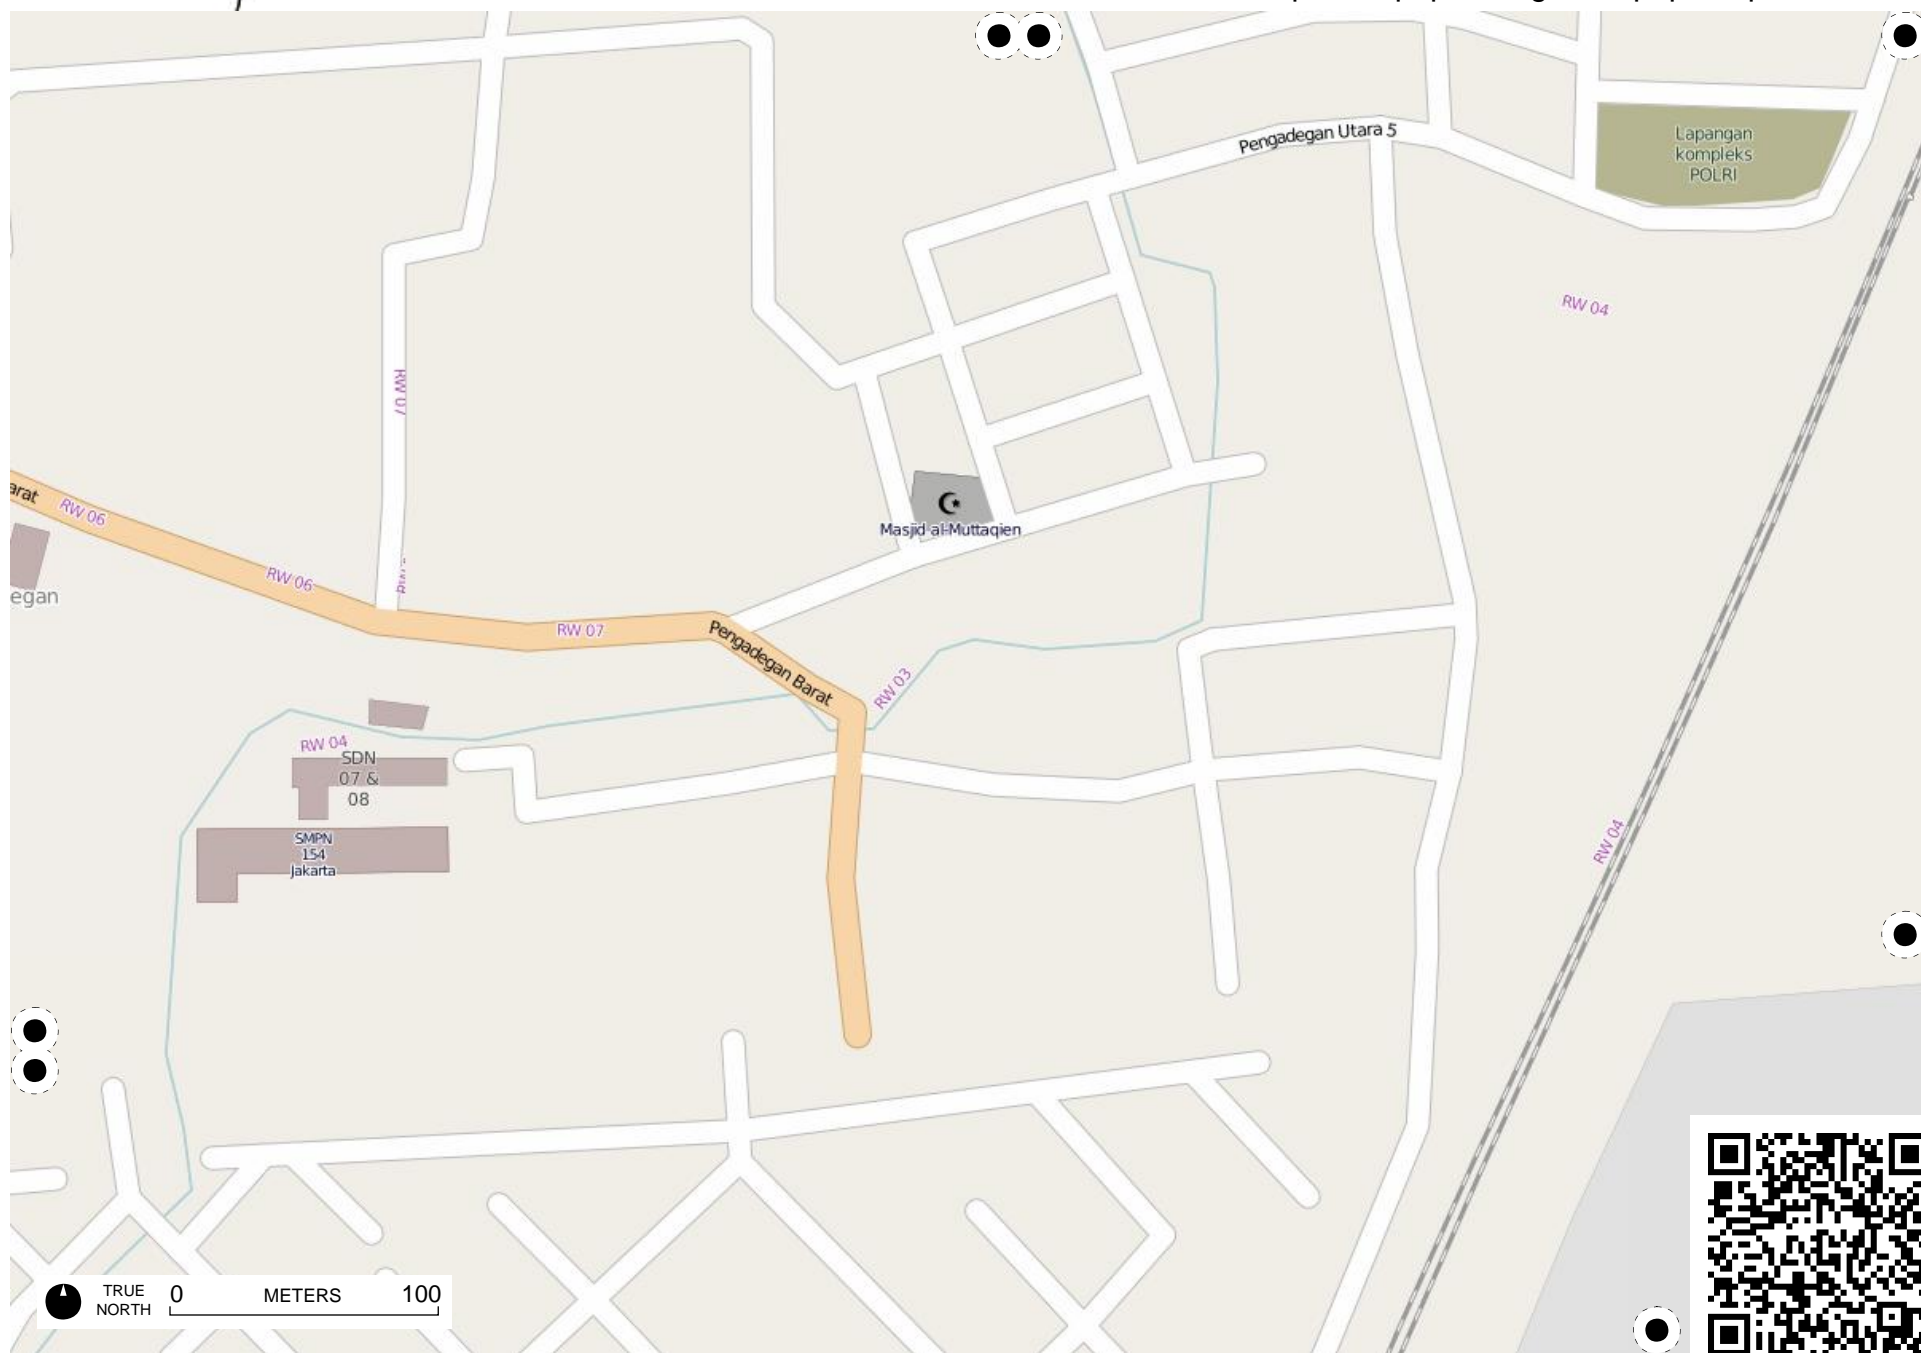 Pengadegan Utara 5
Lapangan
kompleks
POLRI
RW 04
RW 07
arat
RW 06
RW 06
egan
Masjid al-Muttaqien
RW 07
Pengadegan Barat
RW 03
RW 04
SDN
07 &
08
SMPN
154
Jakarta
RW 04
TRUE
NORTH
0
METERS
100